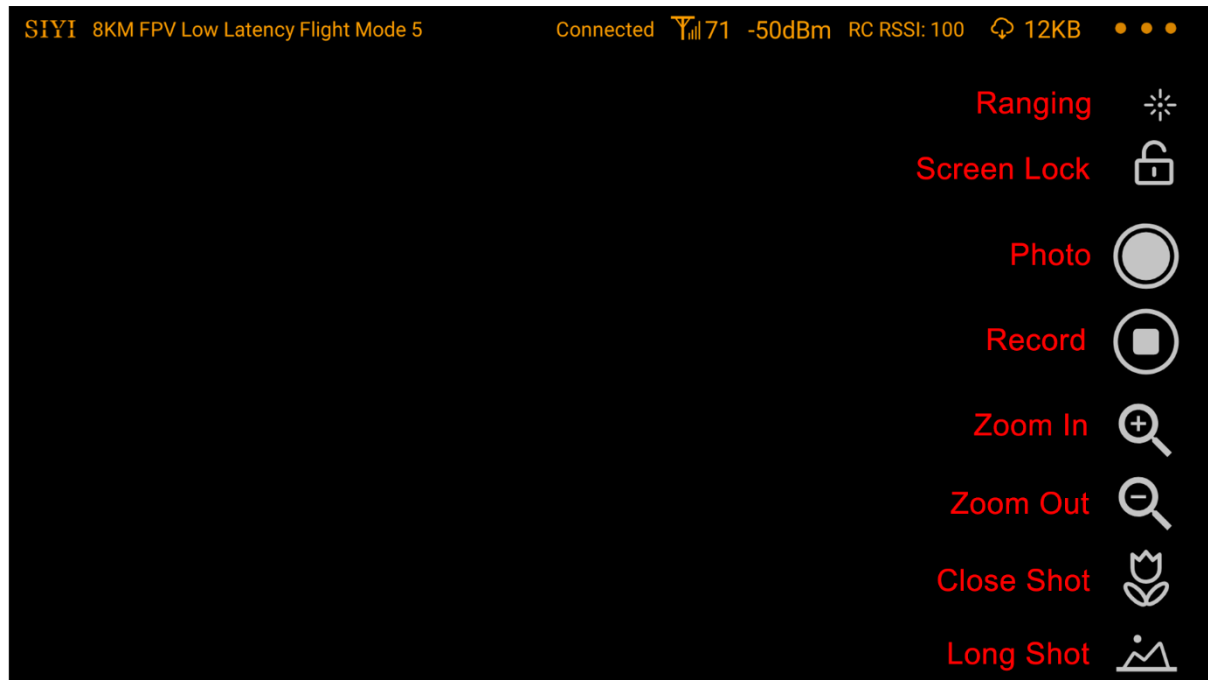 SIYI 8KM FPV Low Latency Flight Mode 5 Connected 71 -50dBm RC RSSI: 100 12KB
Ranging
Screen Lock
Photo
Record
Zoom In
Zoom Out
Close Shot
Long Shot